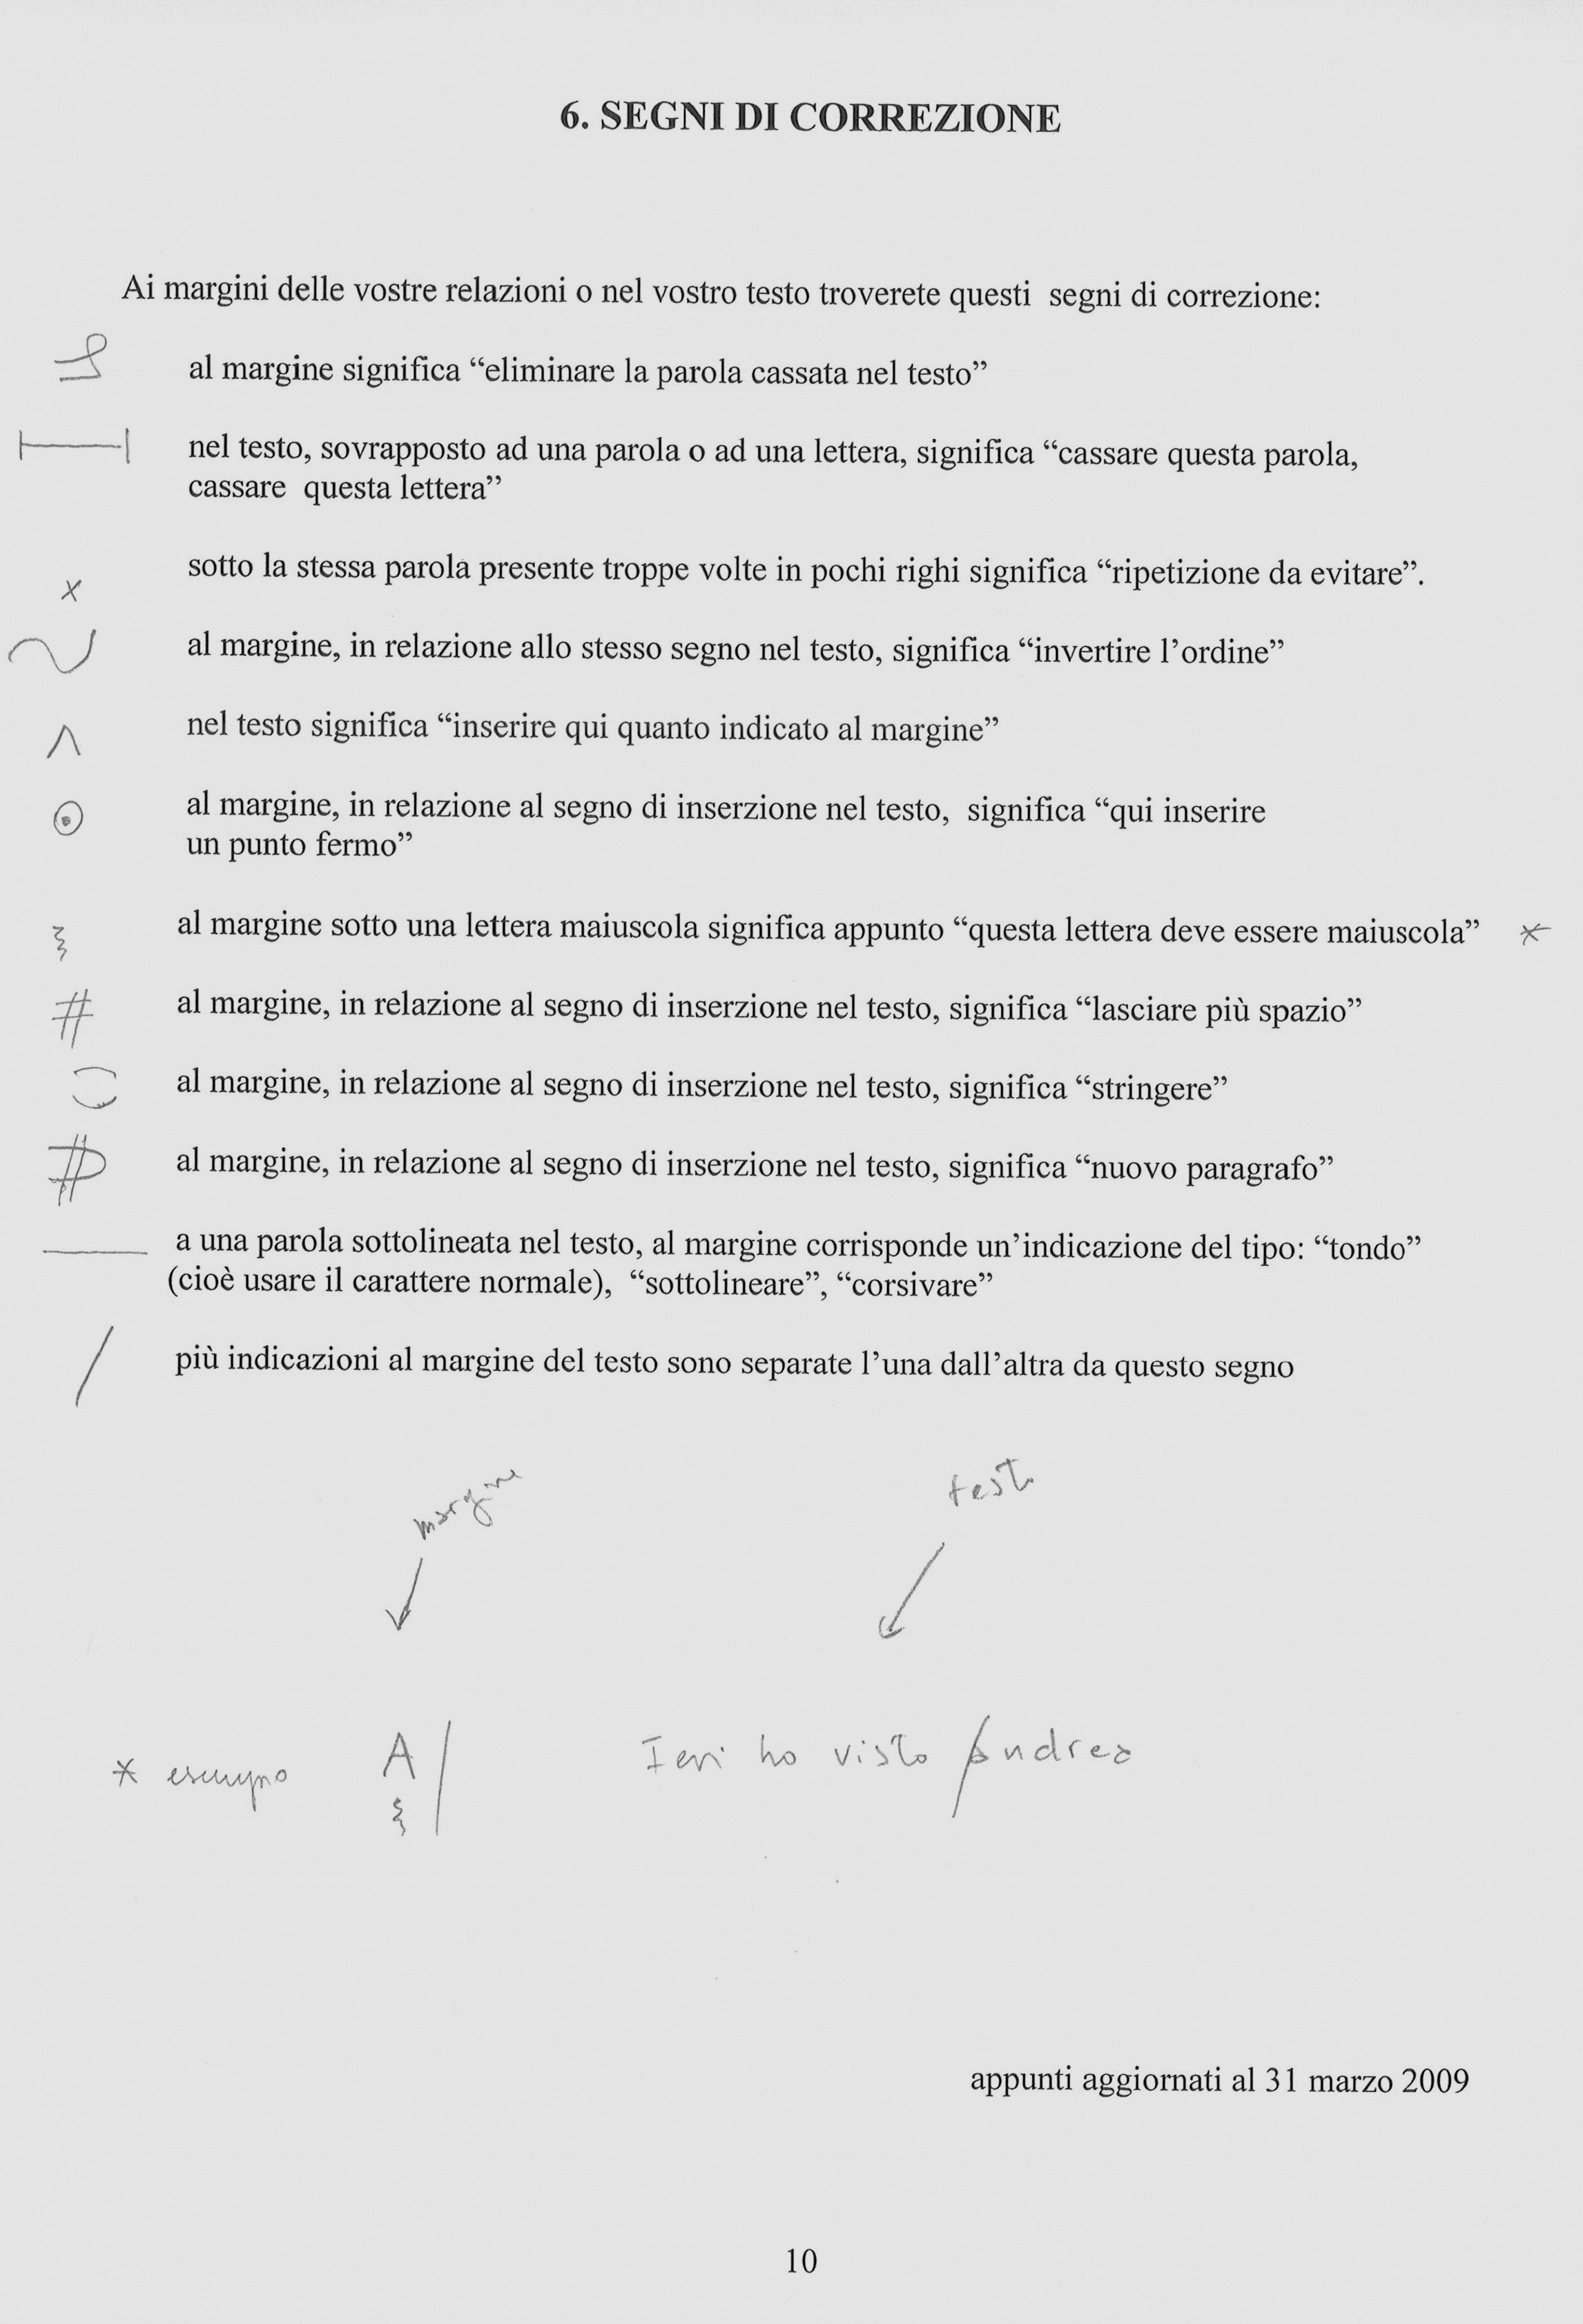 6. SEGNI DI CORREZIONE
Ai margini delle vostre relazioni o nel vostro testo troverete questi segni di correzione:
al margine significa “eliminare la parola cassata nel testo”
nel testo, sovrapposto ad una parola o ad una lettera, significa “cassare questa parola,
cassare questa lettera”
sotto la stessa parola presente troppe volte in pochi righi significa “ripetizione da evitare”.
x
al margine, in relazione allo stesso segno nel testo, significa “invertire l’ordine”
nel testo significa “inserire qui quanto indicato al margine”
al margine, in relazione al segno di inserzione nel testo, significa “qui inserire
un punto fermo”
al margine sotto una lettera maiuscola significa appunto “questa lettera deve essere maiuscola” *
# al margine, in relazione al segno di inserzione nel testo, significa “lasciare più spazio”
al margine, in relazione al segno di inserzione nel testo, significa “stringere”
al margine, in relazione al segno di inserzione nel testo, significa “nuovo paragrafo”
a una parola sottolineata nel testo, al margine corrisponde un’indicazione del tipo: “tondo”
(cioè usare il carattere normale), “sottolineare”, “corsivare”
/ più indicazioni al margine del testo sono separate l’una dall’altra da questo segno
margine testo
* esempio A / Ieri ho visto andrea
appunti aggiornati al 31 marzo 2009
10